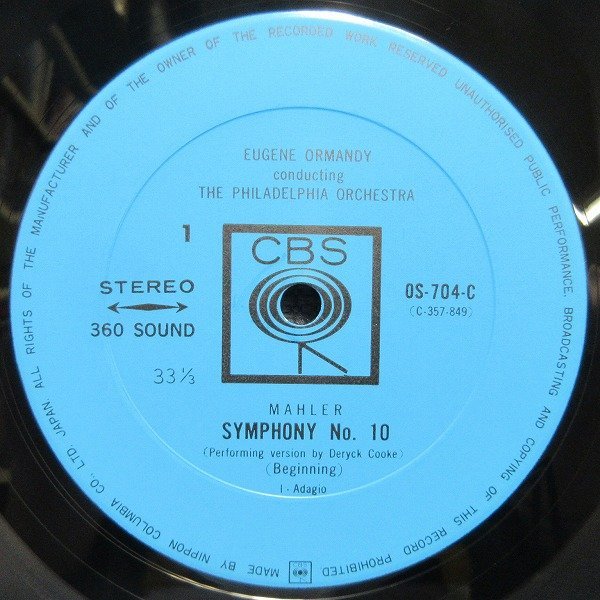 EUGENE ORMANDY
conducting
THE PHILADELPHIA ORCHESTRA
1
CBS
STEREO
360 SOUND
33 ⅓
OS-704-C
(C-357-849)
MAHLER
SYMPHONY No. 10
(Performing version by Deryck Cooke)
(Beginning)
I - Adagio
MADE BY NIPPON COLUMBIA CO., LTD. JAPAN ALL RIGHTS OF THE MANUFACTURER AND OF THE OWNER OF THE RECORDED WORK RESERVED UNAUTHORISED PUBLIC PERFORMANCE, BROADCASTING AND COPYING OF THIS RECORD PROHIBITED